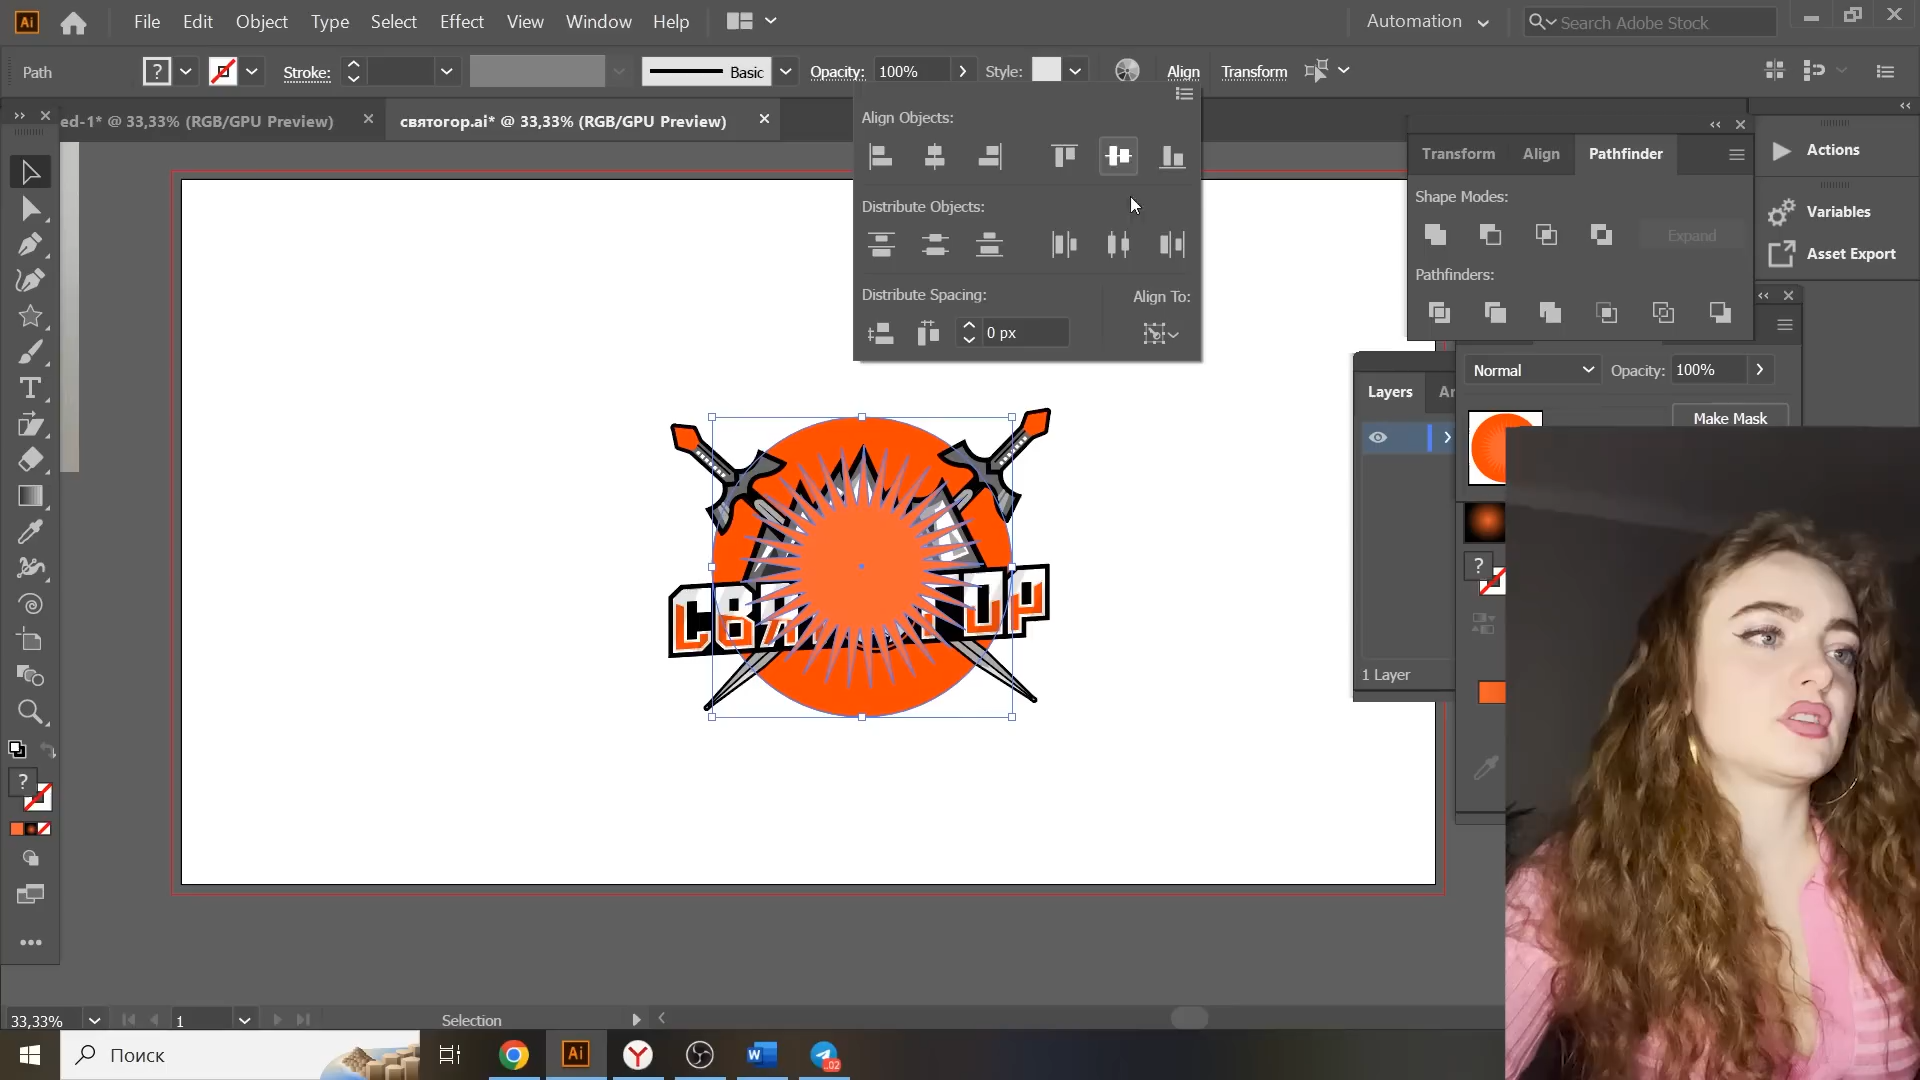 Ai File Edit Object Type Select Effect View Window Help Automation Search Adobe Stock
Path ? Stroke: Basic Opacity: 100% Style: Align Transform
ed-1* @ 33,33% (RGB/GPU Preview) святогор.ai* @ 33,33% (RGB/GPU Preview)
Align Objects:
Distribute Objects:
Distribute Spacing: Align To:
0 px
Transform Align Pathfinder
Shape Modes:
Expand
Pathfinders:
Actions
Variables
Asset Export
Normal Opacity: 100%
Make Mask
Layers
?
1 Layer
?
33,33% 1 Selection
Поиск
Ai
W